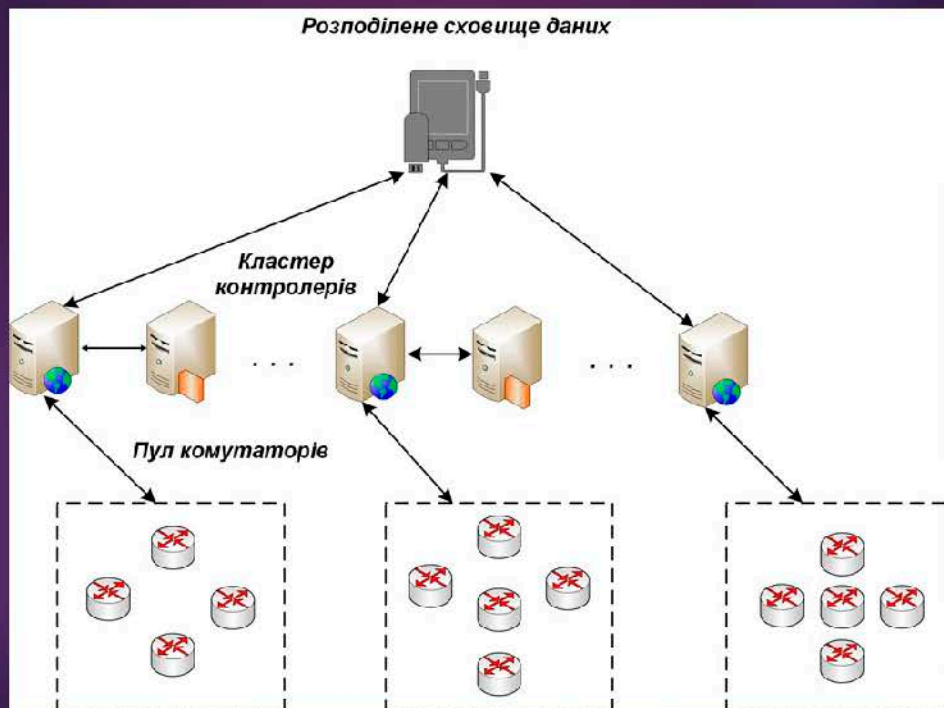 Розподілене сховище даних
Кластер
контролерів
. . .
. . .
Пул комутаторів